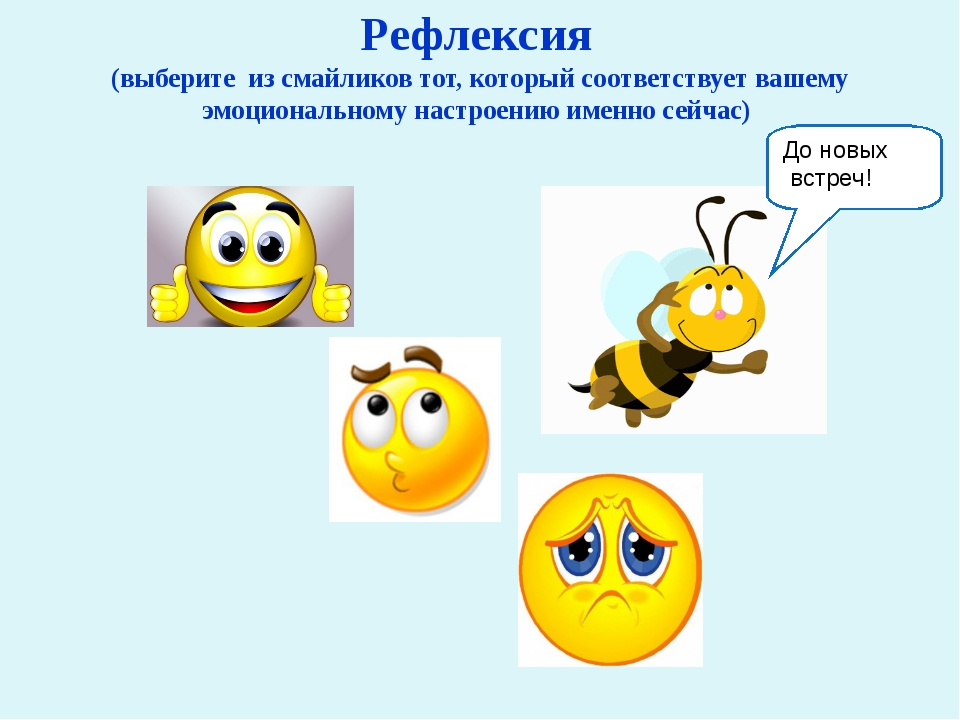 Рефлексия
(выберите из смайликов тот, который соответствует вашему
эмоциональному настроению именно сейчас)
До новых
встреч!